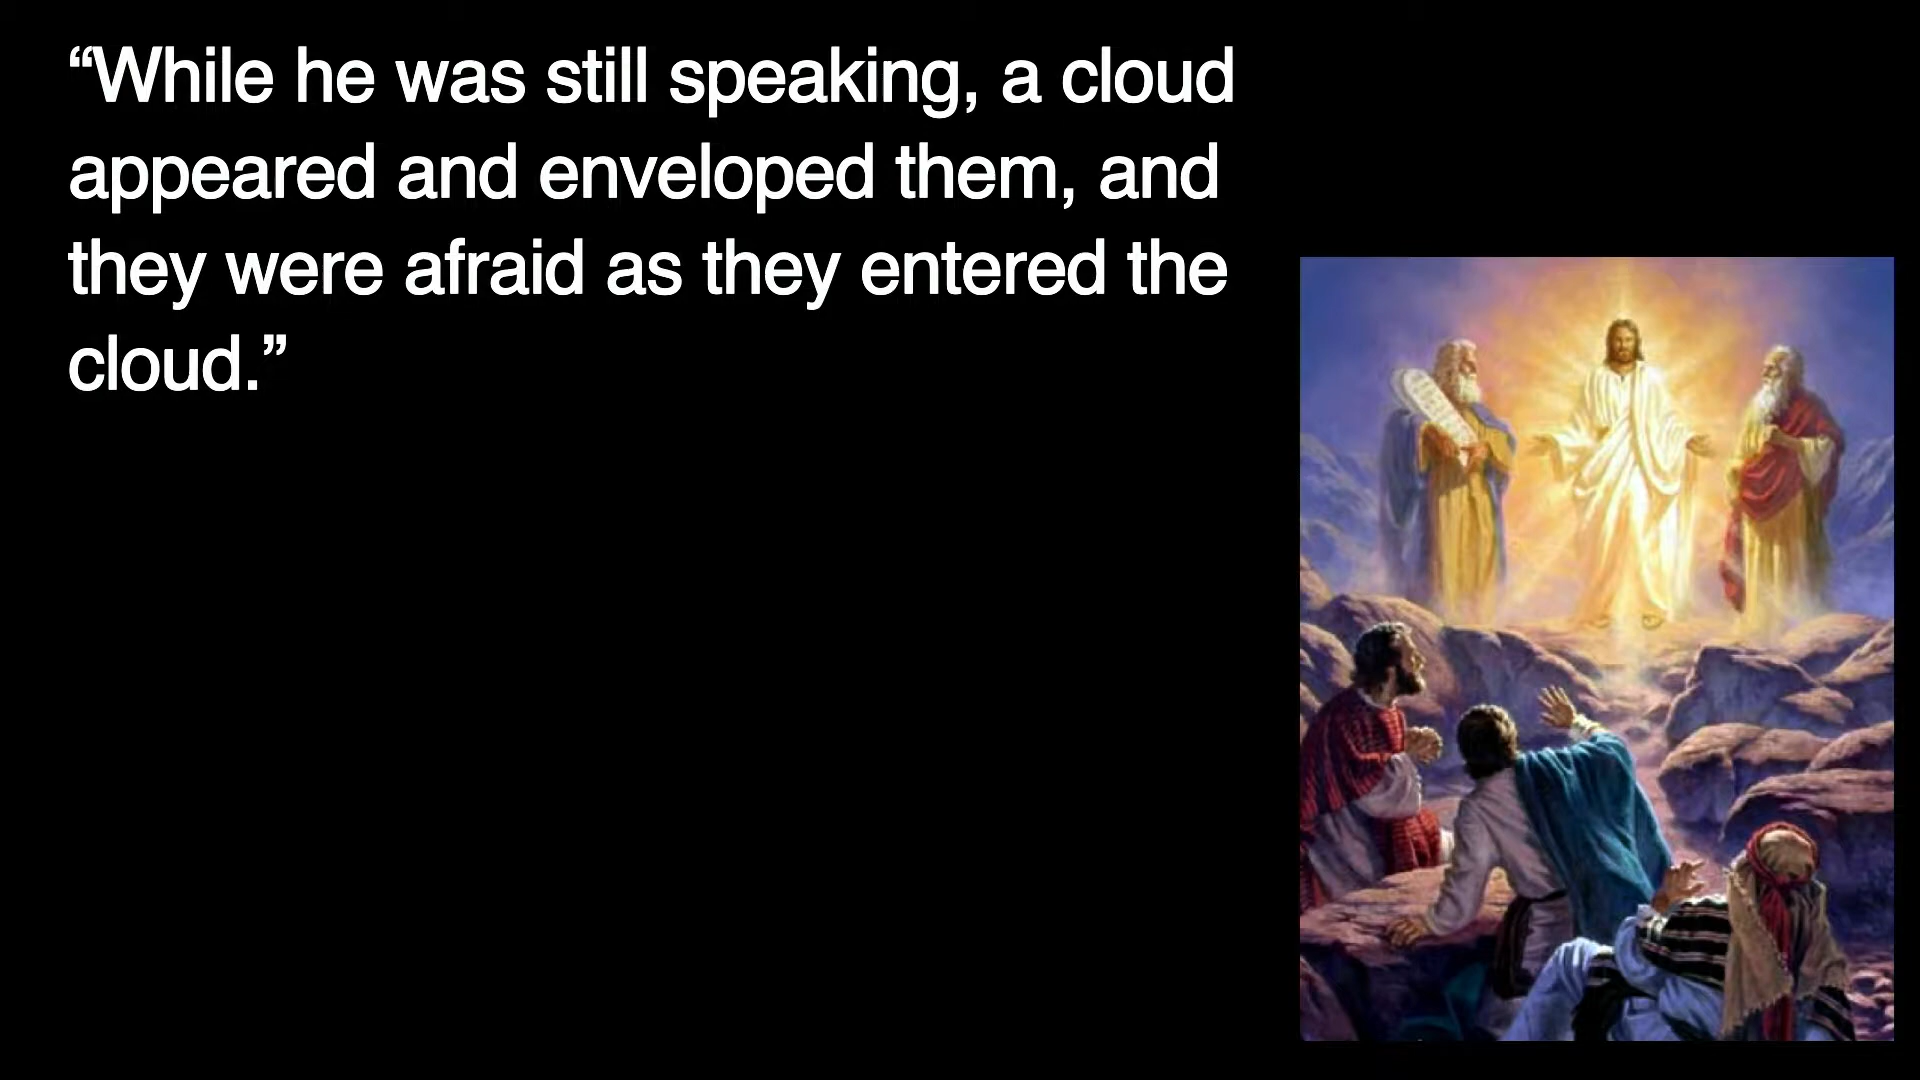 “While he was still speaking, a cloud
appeared and enveloped them, and
they were afraid as they entered the
cloud.”